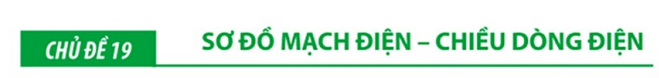 CHỦ ĐỀ 19
SƠ ĐỒ MẠCH ĐIỆN – CHIỀU DÒNG ĐIỆN